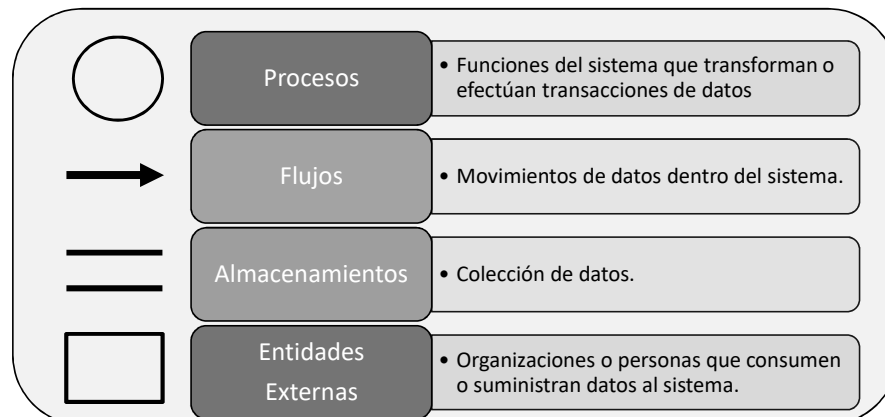 Procesos
• Funciones del sistema que transforman o
efectúan transacciones de datos
Flujos
• Movimientos de datos dentro del sistema.
Almacenamientos
• Colección de datos.
Entidades
Externas
• Organizaciones o personas que consumen
o suministran datos al sistema.